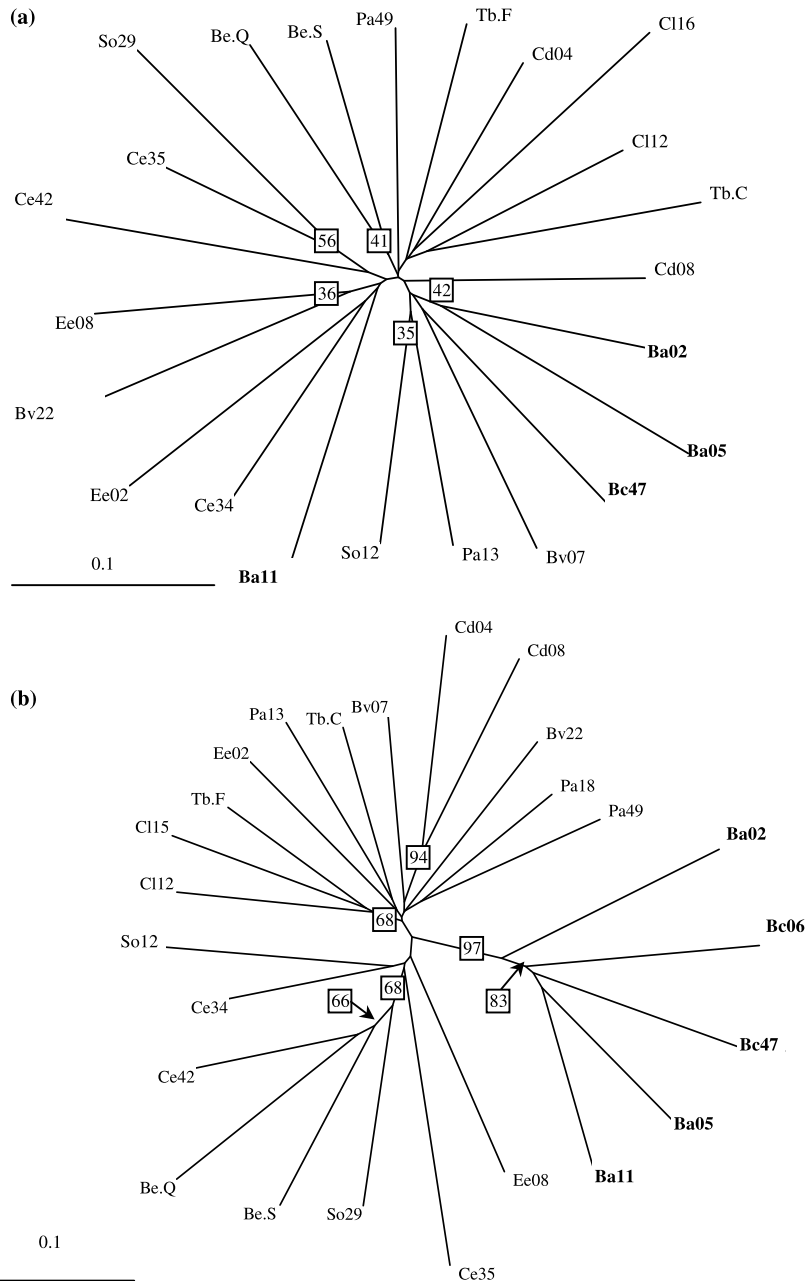 (a)
So29
Be.Q
Be.S
Pa49
Tb.F
Cl16
Cd04
Cl12
Ce35
Tb.C
Ce42
56
41
Cd08
42
36
Ee08
35
Ba02
Bv22
Ba05
Bc47
Ee02
Ce34
So12
Pa13
Bv07
0.1
Ba11
(b)
Cd04
Cd08
Pa13
Tb.C
Bv07
Bv22
Ee02
Pa18
Tb.F
Pa49
Cl15
Ba02
94
Cl12
68
Bc06
So12
97
68
66
83
Ce34
Bc47
Ce42
Ba05
Be.Q
Ee08
Ba11
Be.S
So29
0.1
Ce35